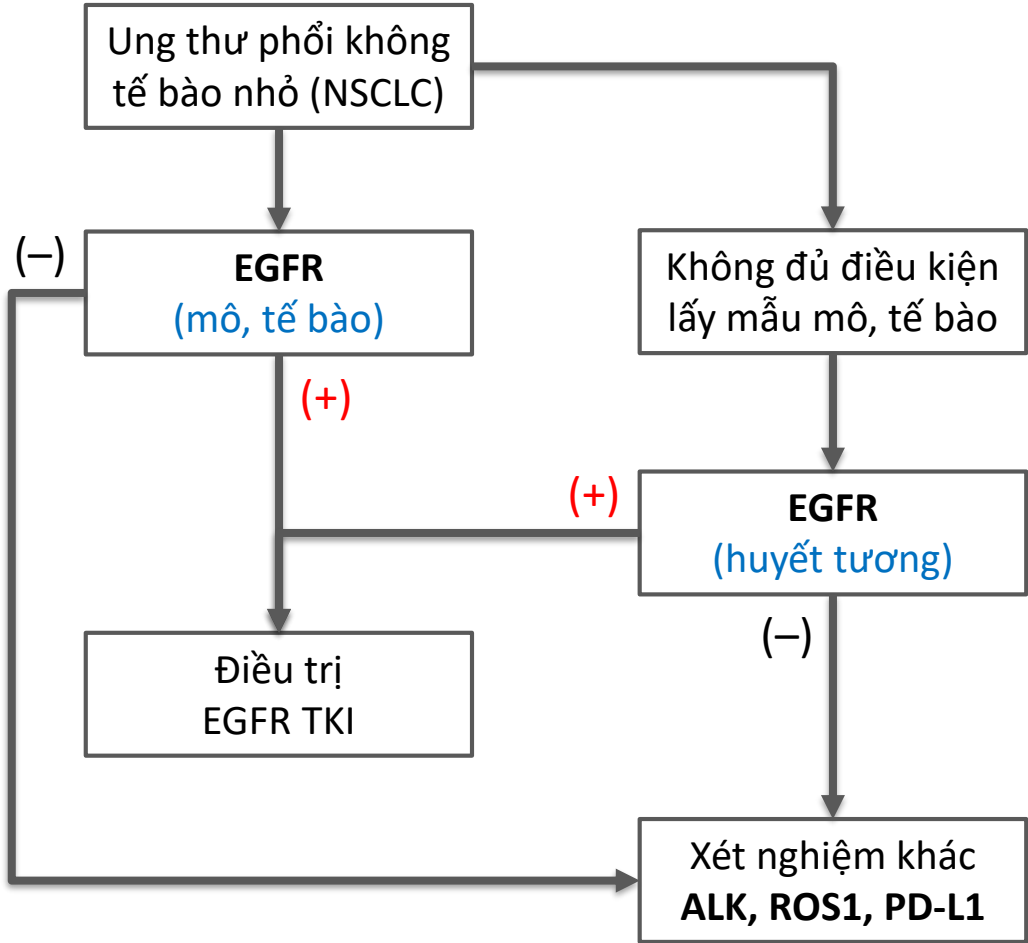 Ung thư phổi không
tế bào nhỏ (NSCLC)
(–)
EGFR
(mô, tế bào)
Không đủ điều kiện
lấy mẫu mô, tế bào
(+)
(+)
EGFR
(huyết tương)
(–)
Điều trị
EGFR TKI
Xét nghiệm khác
ALK, ROS1, PD-L1